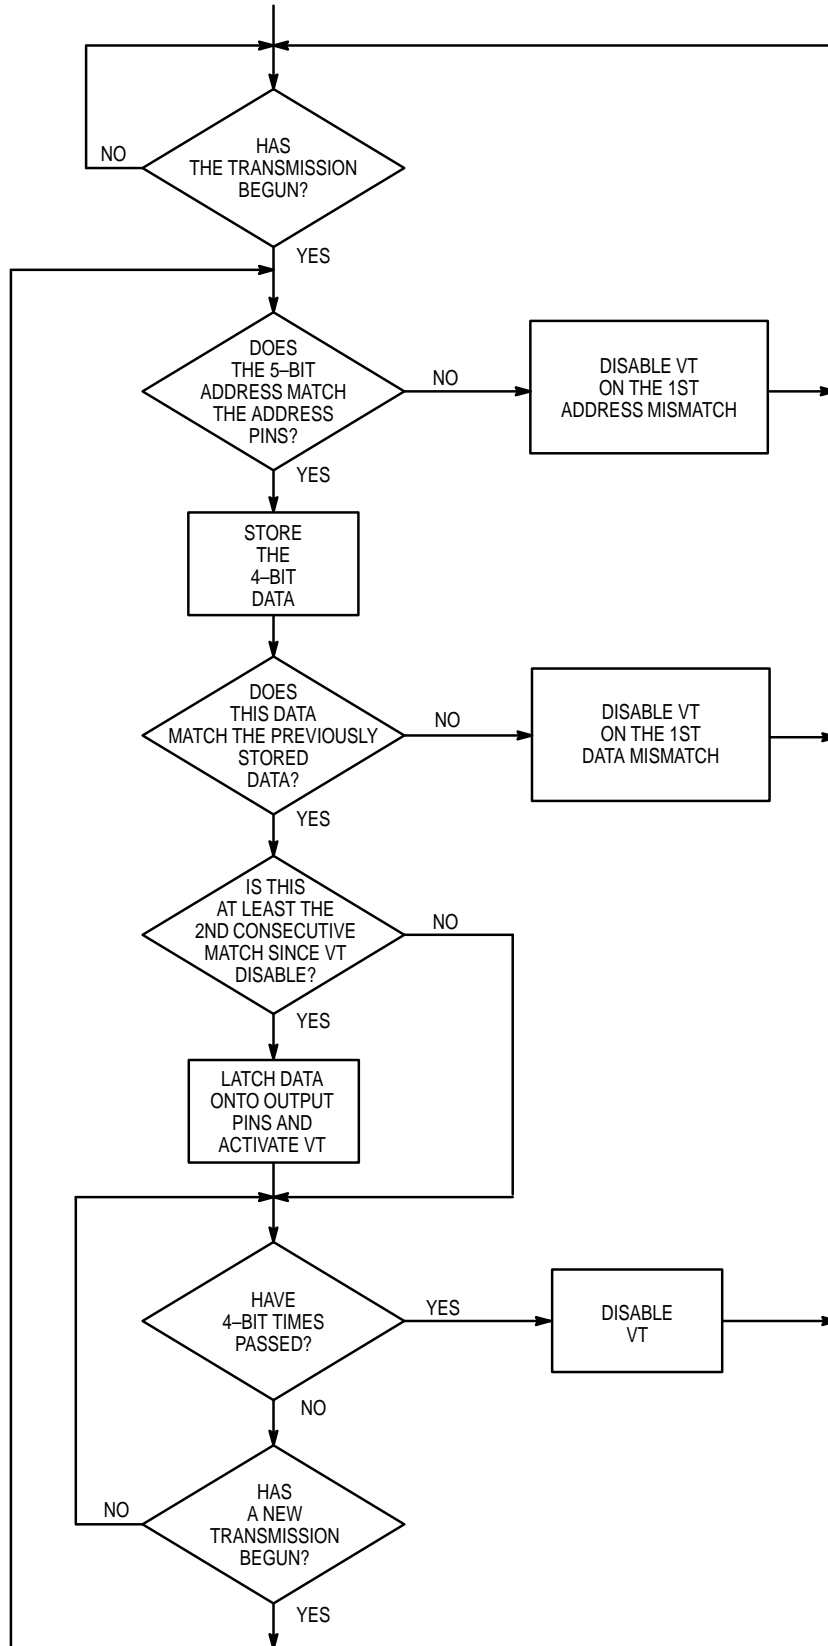 HAS
THE TRANSMISSION
BEGUN?
NO
YES
DOES
THE 5–BIT
ADDRESS MATCH
THE ADDRESS
PINS?
NO
DISABLE VT
ON THE 1ST
ADDRESS MISMATCH
YES
STORE
THE
4–BIT
DATA
DOES
THIS DATA
MATCH THE PREVIOUSLY
STORED
DATA?
NO
DISABLE VT
ON THE 1ST
DATA MISMATCH
YES
IS THIS
AT LEAST THE
2ND CONSECUTIVE
MATCH SINCE VT
DISABLE?
NO
YES
LATCH DATA
ONTO OUTPUT
PINS AND
ACTIVATE VT
HAVE
4–BIT TIMES
PASSED?
YES
DISABLE
VT
NO
HAS
A NEW
TRANSMISSION
BEGUN?
NO
YES